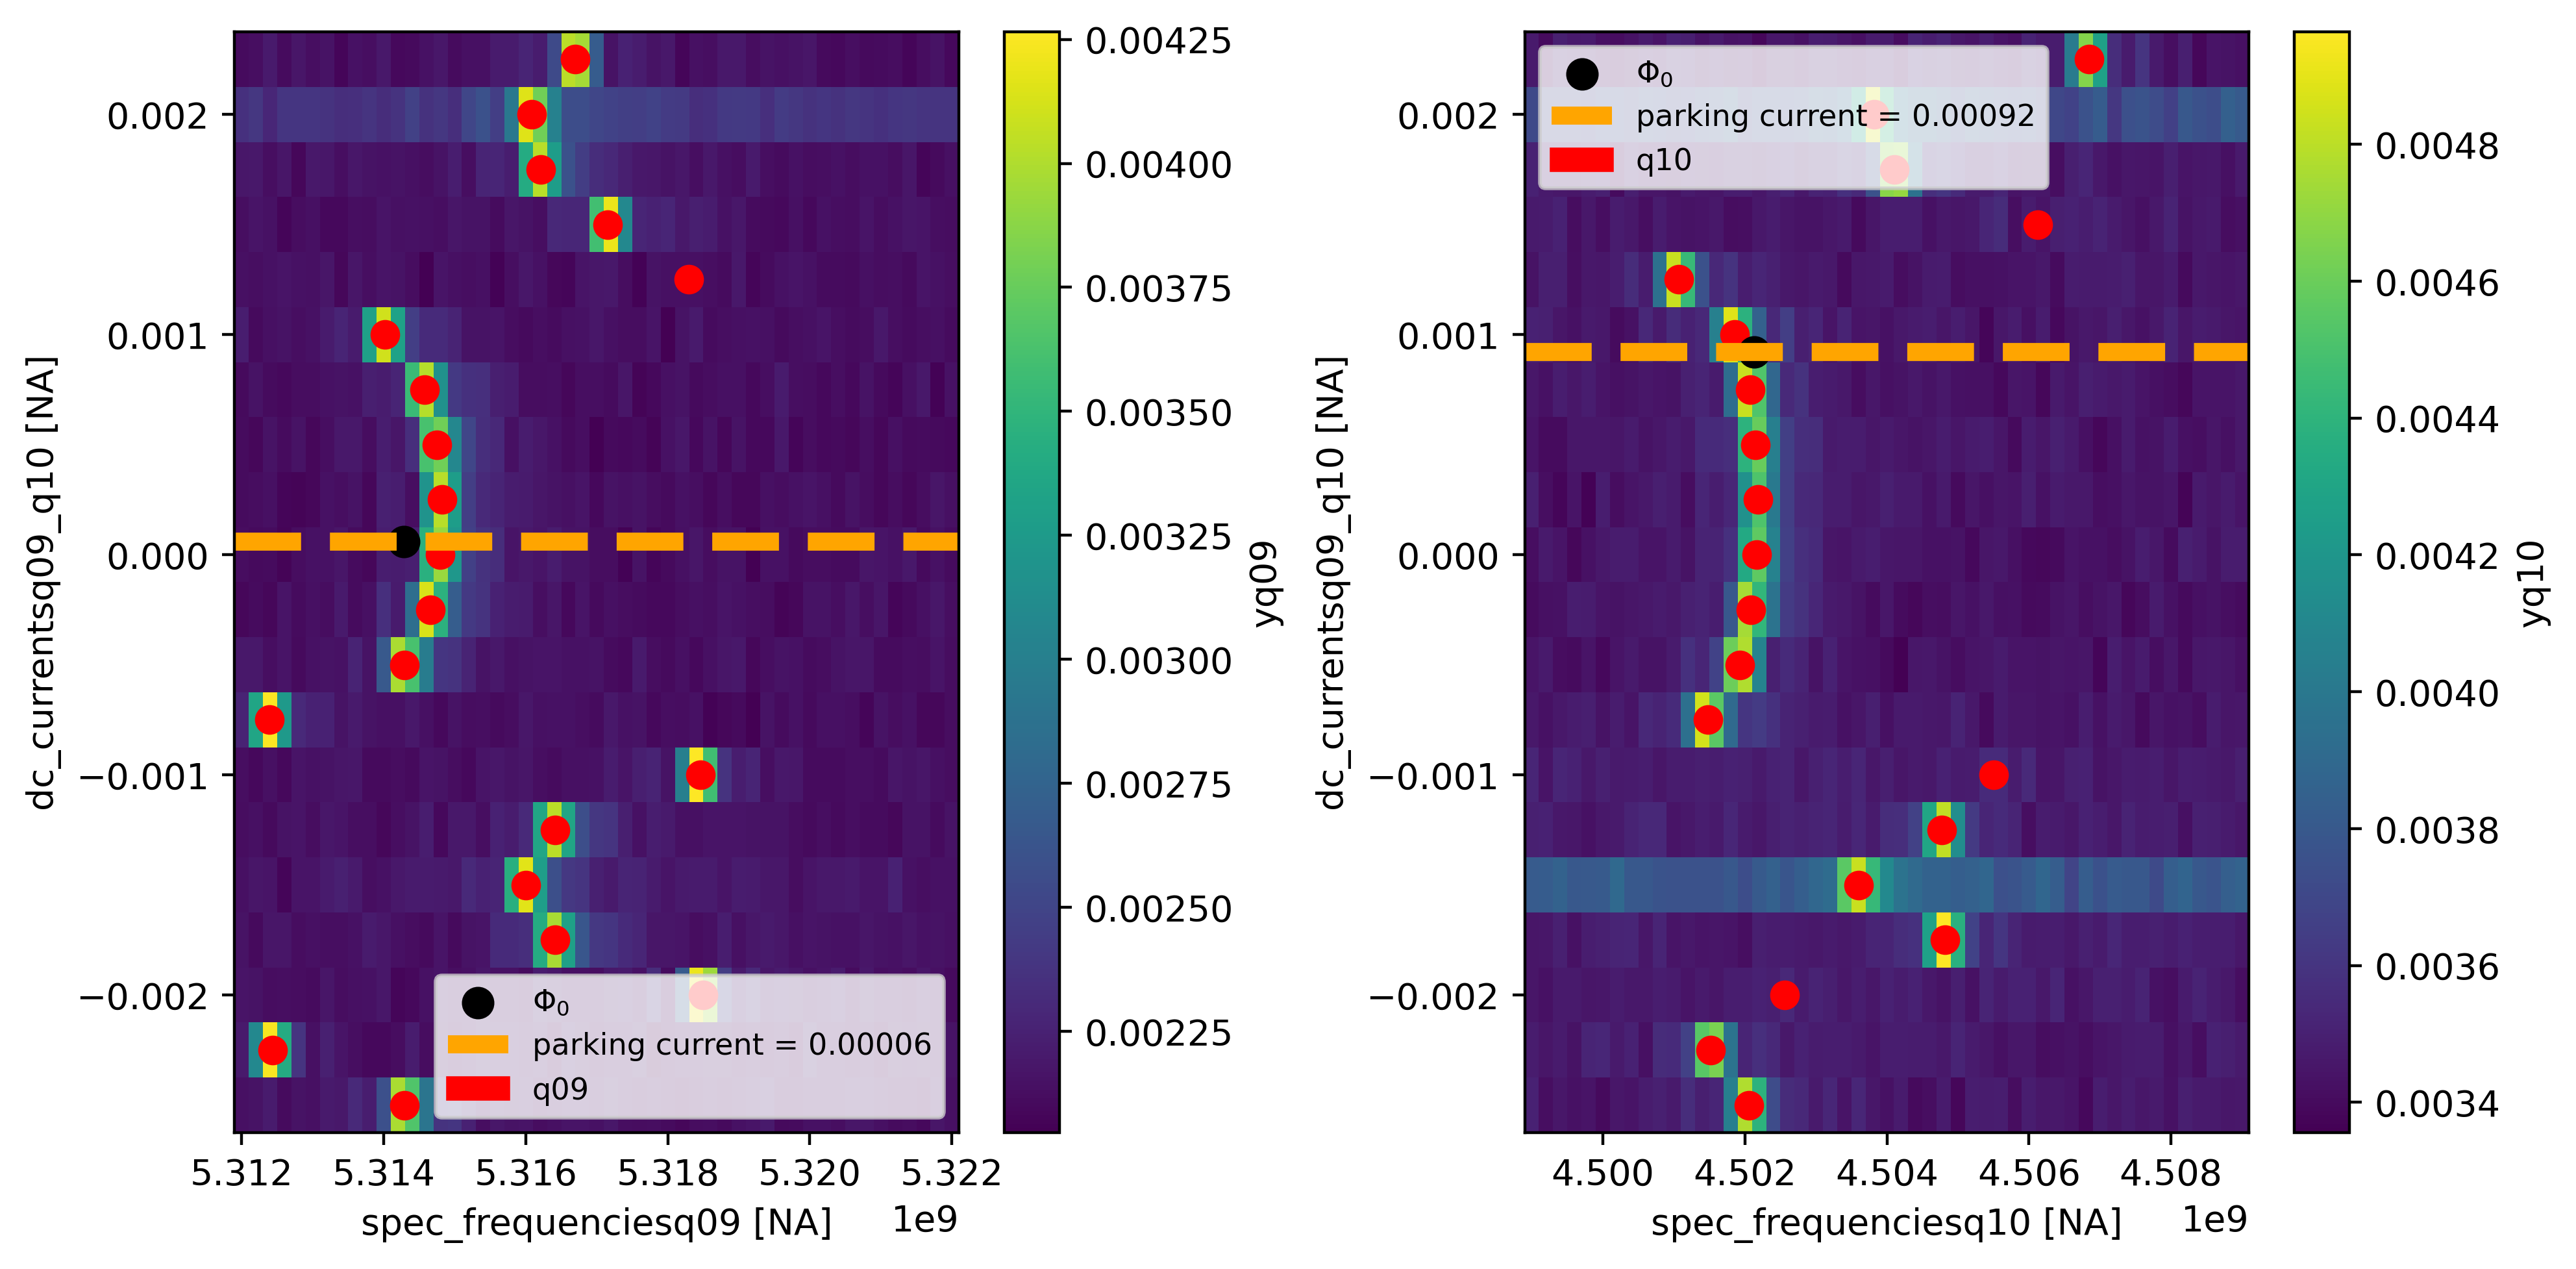 0.002
0.001
0.000
−0.001
−0.002
dc_currentsq09_q10 [NA]
5.312 5.314 5.316 5.318 5.320 5.322
1e9
spec_frequenciesq09 [NA]
Φ0
parking current = 0.00006
q09
0.00425
0.00400
0.00375
0.00350
0.00325
0.00300
0.00275
0.00250
0.00225
yq09
0.002
0.001
0.000
−0.001
−0.002
dc_currentsq09_q10 [NA]
Φ0
parking current = 0.00092
q10
4.500 4.502 4.504 4.506 4.508
1e9
spec_frequenciesq10 [NA]
0.0048
0.0046
0.0044
0.0042
0.0040
0.0038
0.0036
0.0034
yq10